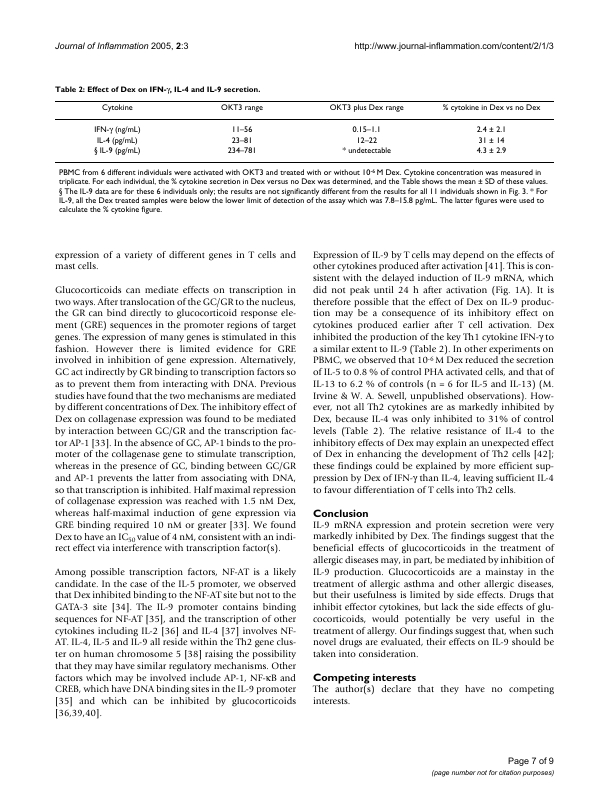 Journal of Inflammation 2005, 2:3
http://www.journal-inflammation.com/content/2/1/3
Table 2: Effect of Dex on IFN-γ, IL-4 and IL-9 secretion.
Cytokine OKT3 range OKT3 plus Dex range % cytokine in Dex vs no Dex
IFN-γ (ng/mL) 11–56 0.15–1.1 2.4 ± 2.1
IL-4 (pg/mL) 23–81 12–22 31 ± 14
§ IL-9 (pg/mL) 234–781 * undetectable 4.3 ± 2.9
PBMC from 6 different individuals were activated with OKT3 and treated with or without 10-6 M Dex. Cytokine concentration was measured in
triplicate. For each individual, the % cytokine secretion in Dex versus no Dex was determined, and the Table shows the mean ± SD of these values.
§ The IL-9 data are for these 6 individuals only; the results are not significantly different from the results for all 11 individuals shown in Fig. 3. * For
IL-9, all the Dex treated samples were below the lower limit of detection of the assay which was 7.8–15.8 pg/mL. The latter figures were used to
calculate the % cytokine figure.
expression of a variety of different genes in T cells and
mast cells.
Glucocorticoids can mediate effects on transcription in
two ways. After translocation of the GC/GR to the nucleus,
the GR can bind directly to glucocorticoid response ele-
ment (GRE) sequences in the promoter regions of target
genes. The expression of many genes is stimulated in this
fashion. However there is limited evidence for GRE
involved in inhibition of gene expression. Alternatively,
GC act indirectly by GR binding to transcription factors so
as to prevent them from interacting with DNA. Previous
studies have found that the two mechanisms are mediated
by different concentrations of Dex. The inhibitory effect of
Dex on collagenase expression was found to be mediated
by interaction between GC/GR and the transcription fac-
tor AP-1 [33]. In the absence of GC, AP-1 binds to the pro-
moter of the collagenase gene to stimulate transcription,
whereas in the presence of GC, binding between GC/GR
and AP-1 prevents the latter from associating with DNA,
so that transcription is inhibited. Half maximal repression
of collagenase expression was reached with 1.5 nM Dex,
whereas half-maximal induction of gene expression via
GRE binding required 10 nM or greater [33]. We found
Dex to have an IC50 value of 4 nM, consistent with an indi-
rect effect via interference with transcription factor(s).
Among possible transcription factors, NF-AT is a likely
candidate. In the case of the IL-5 promoter, we observed
that Dex inhibited binding to the NF-AT site but not to the
GATA-3 site [34]. The IL-9 promoter contains binding
sequences for NF-AT [35], and the transcription of other
cytokines including IL-2 [36] and IL-4 [37] involves NF-
AT. IL-4, IL-5 and IL-9 all reside within the Th2 gene clus-
ter on human chromosome 5 [38] raising the possibility
that they may have similar regulatory mechanisms. Other
factors which may be involved include AP-1, NF-κB and
CREB, which have DNA binding sites in the IL-9 promoter
[35] and which can be inhibited by glucocorticoids
[36,39,40].
Expression of IL-9 by T cells may depend on the effects of
other cytokines produced after activation [41]. This is con-
sistent with the delayed induction of IL-9 mRNA, which
did not peak until 24 h after activation (Fig. 1A). It is
therefore possible that the effect of Dex on IL-9 produc-
tion may be a consequence of its inhibitory effect on
cytokines produced earlier after T cell activation. Dex
inhibited the production of the key Th1 cytokine IFN-γ to
a similar extent to IL-9 (Table 2). In other experiments on
PBMC, we observed that 10-6 M Dex reduced the secretion
of IL-5 to 0.8 % of control PHA activated cells, and that of
IL-13 to 6.2 % of controls (n = 6 for IL-5 and IL-13) (M.
Irvine & W. A. Sewell, unpublished observations). How-
ever, not all Th2 cytokines are as markedly inhibited by
Dex, because IL-4 was only inhibited to 31% of control
levels (Table 2). The relative resistance of IL-4 to the
inhibitory effects of Dex may explain an unexpected effect
of Dex in enhancing the development of Th2 cells [42];
these findings could be explained by more efficient sup-
pression by Dex of IFN-γ than IL-4, leaving sufficient IL-4
to favour differentiation of T cells into Th2 cells.
Conclusion
IL-9 mRNA expression and protein secretion were very
markedly inhibited by Dex. The findings suggest that the
beneficial effects of glucocorticoids in the treatment of
allergic diseases may, in part, be mediated by inhibition of
IL-9 production. Glucocorticoids are a mainstay in the
treatment of allergic asthma and other allergic diseases,
but their usefulness is limited by side effects. Drugs that
inhibit effector cytokines, but lack the side effects of glu-
cocorticoids, would potentially be very useful in the
treatment of allergy. Our findings suggest that, when such
novel drugs are evaluated, their effects on IL-9 should be
taken into consideration.
Competing interests
The author(s) declare that they have no competing
interests.
Page 7 of 9
(page number not for citation purposes)